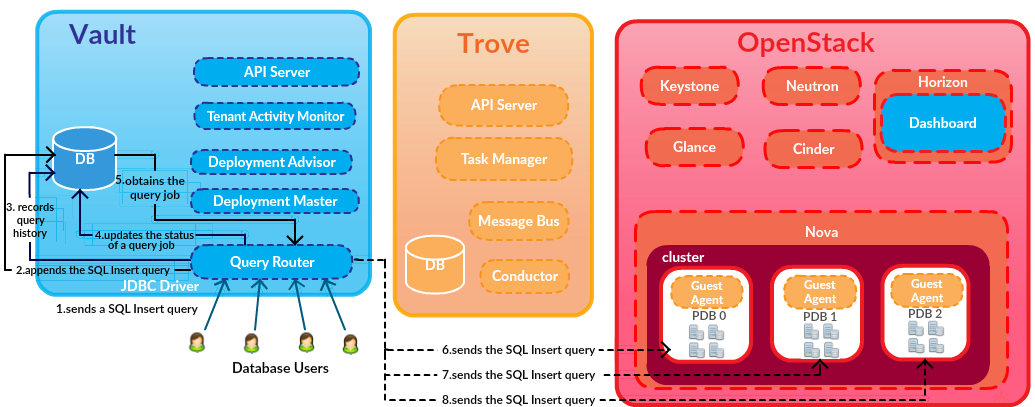 Vault
API Server
Tenant Activity Monitor
Deployment Advisor
Deployment Master
Query Router
JDBC Driver
DB
5.obtains the
query job
3. records
query
history
4.updates the status
of a query job
2.appends the SQL Insert query
1.sends a SQL Insert query
Database Users
Trove
API Server
Task Manager
Message Bus
DB
Conductor
OpenStack
Keystone
Neutron
Horizon
Dashboard
Glance
Cinder
Nova
cluster
Guest
Agent
PDB 0
Guest
Agent
PDB 1
Guest
Agent
PDB 2
6.sends the SQL Insert query
7.sends the SQL Insert query
8.sends the SQL Insert query